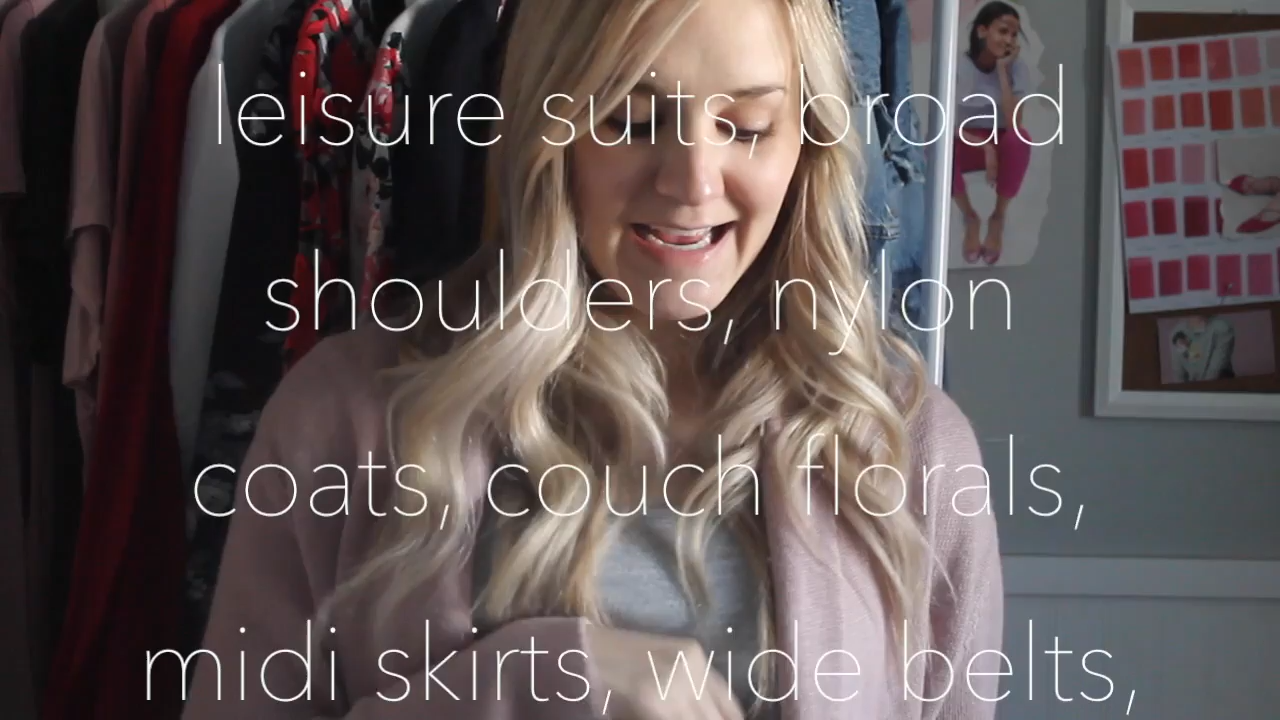 leisure suits, broad
shoulders, nylon
coats, couch florals,
midi skirts, wide belts,